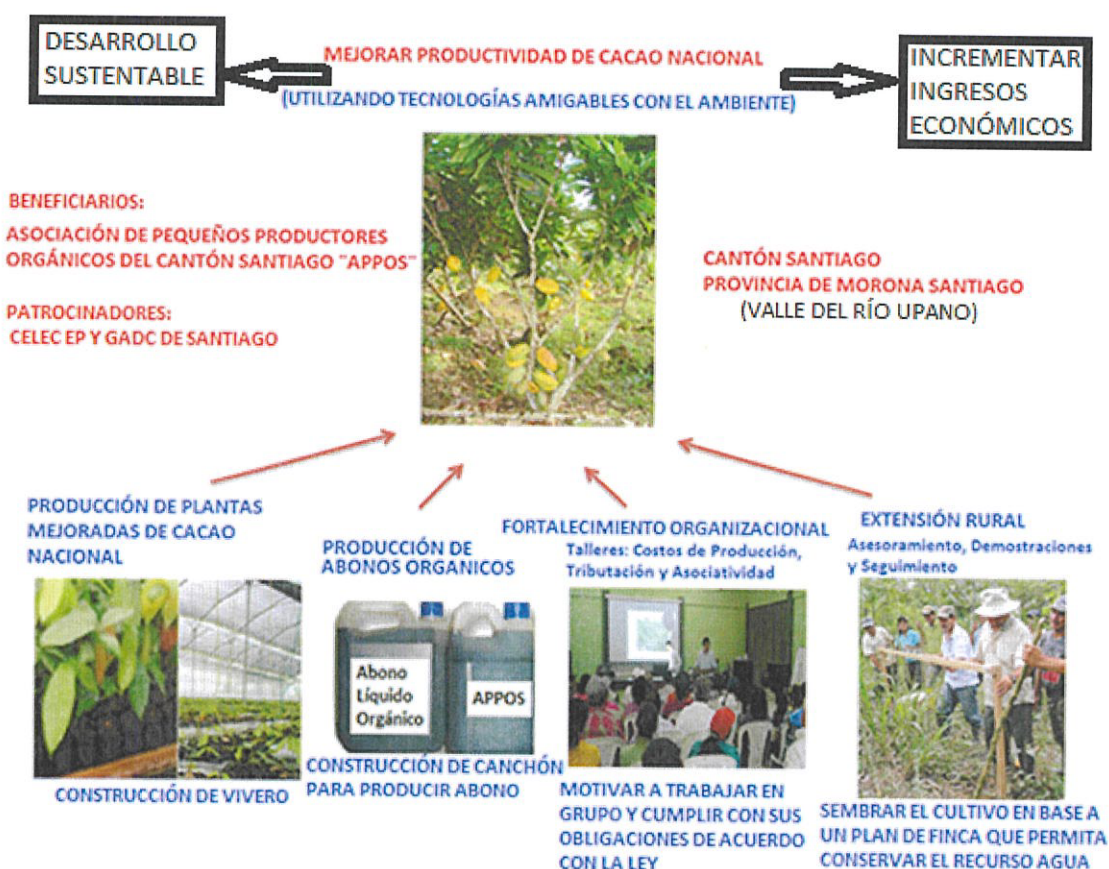 DESARROLLO
SUSTENTABLE
MEJORAR PRODUCTIVIDAD DE CACAO NACIONAL
(UTILIZANDO TECNOLOGÍAS AMIGABLES CON EL AMBIENTE)
INCREMENTAR
INGRESOS
ECONÓMICOS
BENEFICIARIOS:
ASOCIACIÓN DE PEQUEÑOS PRODUCTORES
ORGÁNICOS DEL CANTÓN SANTIAGO "APPOS"
PATROCINADORES:
CELEC EP Y GADC DE SANTIAGO
CANTÓN SANTIAGO
PROVINCIA DE MORONA SANTIAGO
(VALLE DEL RÍO UPANO)
PRODUCCIÓN DE PLANTAS
MEJORADAS DE CACAO
NACIONAL
CONSTRUCCIÓN DE VIVERO
PRODUCCIÓN DE
ABONOS ORGANICOS
Abono
Líquido
Orgánico
APPOS
CONSTRUCCIÓN DE CANCHÓN
PARA PRODUCIR ABONO
FORTALECIMIENTO ORGANIZACIONAL
Talleres: Costos de Producción,
Tributación y Asociatividad
MOTIVAR A TRABAJAR EN
GRUPO Y CUMPLIR CON SUS
OBLIGACIONES DE ACUERDO
CON LA LEY
EXTENSIÓN RURAL
Asesoramiento, Demostraciones
y Seguimiento
SEMBRAR EL CULTIVO EN BASE A
UN PLAN DE FINCA QUE PERMITA
CONSERVAR EL RECURSO AGUA